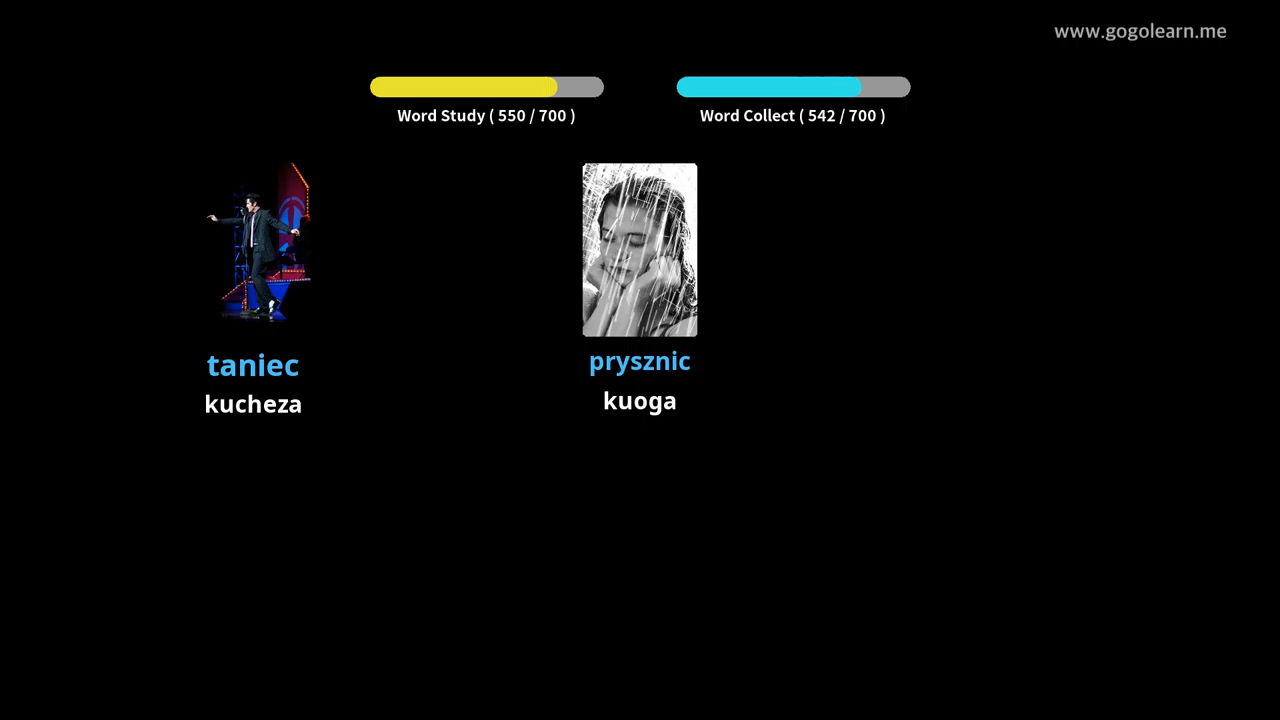 www.gogolearn.me
Word Study ( 550 / 700 )
Word Collect ( 542 / 700 )
taniec
kucheza
prysznic
kuoga